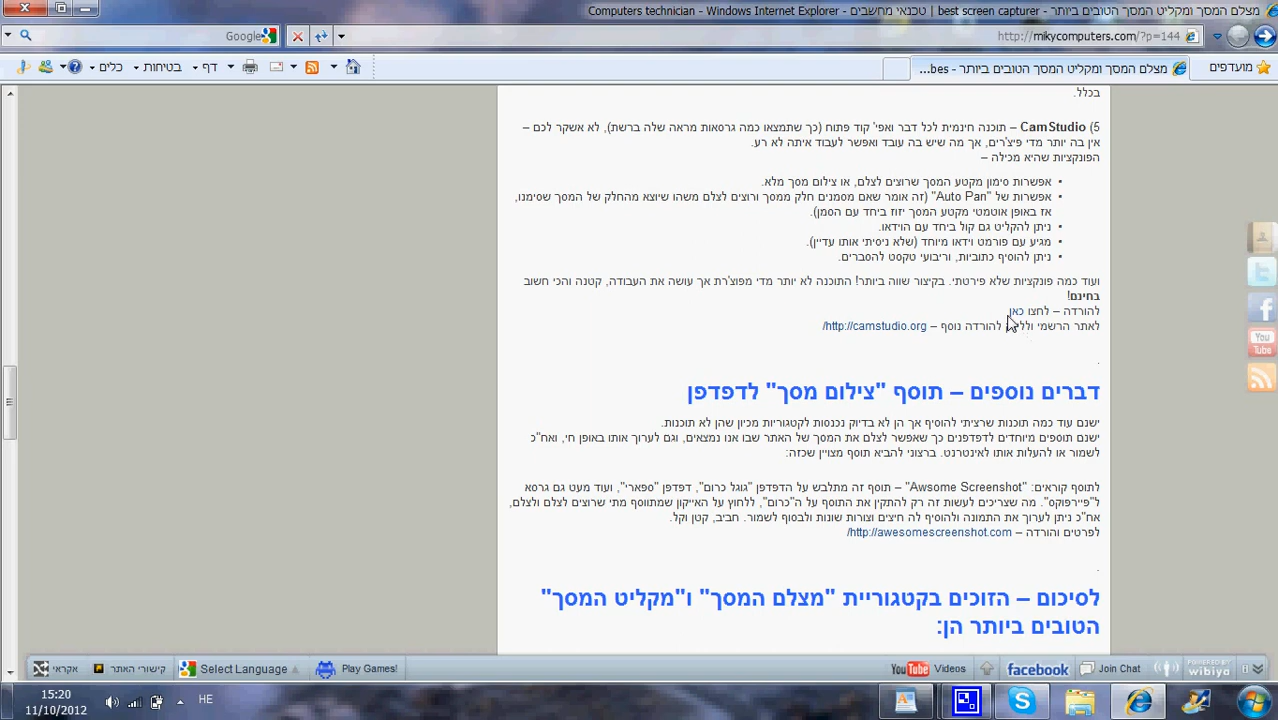 מצלם המסך ומקליט המסך הטובים ביותר - best screen capturer | טכנאי מחשבים - Computers technician - Windows Internet Explorer
http://mikycomputers.com/?p=144
Google
מועדפים
מצלם המסך ומקליט המסך הטובים ביותר - bes...
דף
בטיחות
כלים
בכלל.
5) CamStudio – תוכנה חינמית לכל דבר ואפי' קוד פתוח (כך שתמצאו כמה גרסאות מראה שלה ברשת), לא אשקר לכם –
אין בה יותר מדי פיצ'רים, אך מה שיש בה עובד ואפשר לעבוד איתה לא רע.
הפונקציות שהיא מכילה –
▪ אפשרות סימון מקטע המסך שרוצים לצלם, או צילום מסך מלא.
▪ אפשרות של "Auto Pan" (זה אומר שאם מסמנים חלק ממסך ורוצים לצלם משהו שיוצא מהחלק של המסך שסימנו,
אז באופן אוטמטי מקטע המסך יזוז ביחד עם הסמן).
▪ ניתן להקליט גם קול ביחד עם הוידאו.
▪ מגיע עם פורמט וידאו מיוחד (שלא ניסיתי אותו עדיין).
▪ ניתן להוסיף כתוביות, וריבועי טקסט להסברים.
ועוד כמה פונקציות שלא פירטתי. בקיצור שווה ביותר! התוכנה לא יותר מדי מפוצ'רת אך עושה את העבודה, קטנה והכי חשוב
בחינם!
להורדה – לחצו כאן
לאתר הרשמי להורדה נוסף – http://camstudio.org/
.
דברים נוספים – תוסף "צילום מסך" לדפדפן
ישנם עוד כמה תוכנות שרציתי להוסיף אך הן לא בדיוק נכנסות לקטגוריות מכיון שהן לא תוכנות.
ישנם תוספים מיוחדים לדפדפנים כך שאפשר לצלם את המסך של האתר שבו אנו נמצאים, וגם לערוך אותו באופן חי, ואח"כ
לשמור או להעלות אותו לאינטרנט. ברצוני להביא תוסף מצויין שכזה:
לתוסף קוראים: "Awsome Screenshot" – תוסף זה מתלבש על הדפדפן "גוגל כרום", דפדפן "ספארי", ועוד מעט גם גרסא
ל"פיירפוקס". מה שצריכים לעשות זה רק להתקין את התוסף על ה"כרום", ללחוץ על האייקון שמתווסף מתי שרוצים לצלם ולצלם,
אח"כ ניתן לערוך את התמונה ולהוסיף לה חיצים וצורות שונות ולבסוף לשמור. חביב, קטן וקל.
לפרטים והורדה – http://awesomescreenshot.com/
.
לסיכום – הזוכים בקטגוריית "מצלם המסך" ו"מקליט המסך"
הטובים ביותר הן:
You Tube
אקראי
קישורי האתר
Select Language
Play Games!
YouTube Videos
facebook
Join Chat
POWERED BY wibiya
8
15:20
11/10/2012
HE